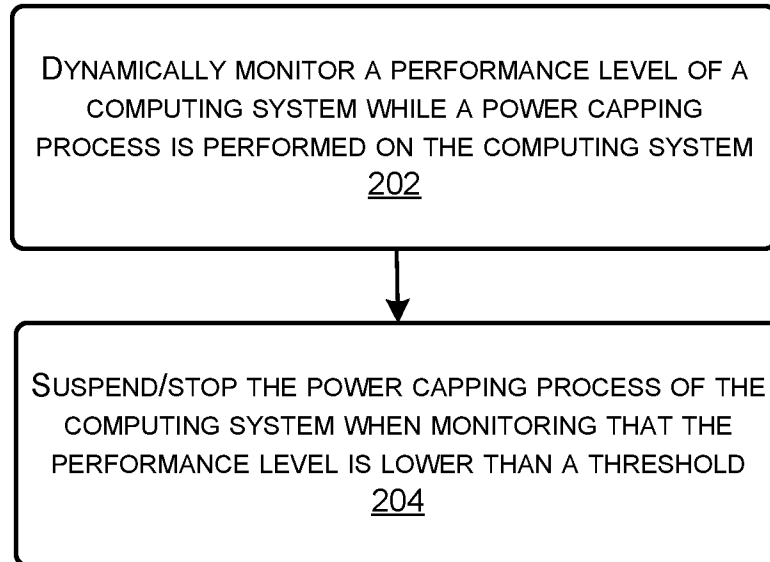 DYNAMICALLY MONITOR A PERFORMANCE LEVEL OF A
COMPUTING SYSTEM WHILE A POWER CAPPING
PROCESS IS PERFORMED ON THE COMPUTING SYSTEM
202
SUSPEND/STOP THE POWER CAPPING PROCESS OF THE
COMPUTING SYSTEM WHEN MONITORING THAT THE
PERFORMANCE LEVEL IS LOWER THAN A THRESHOLD
204